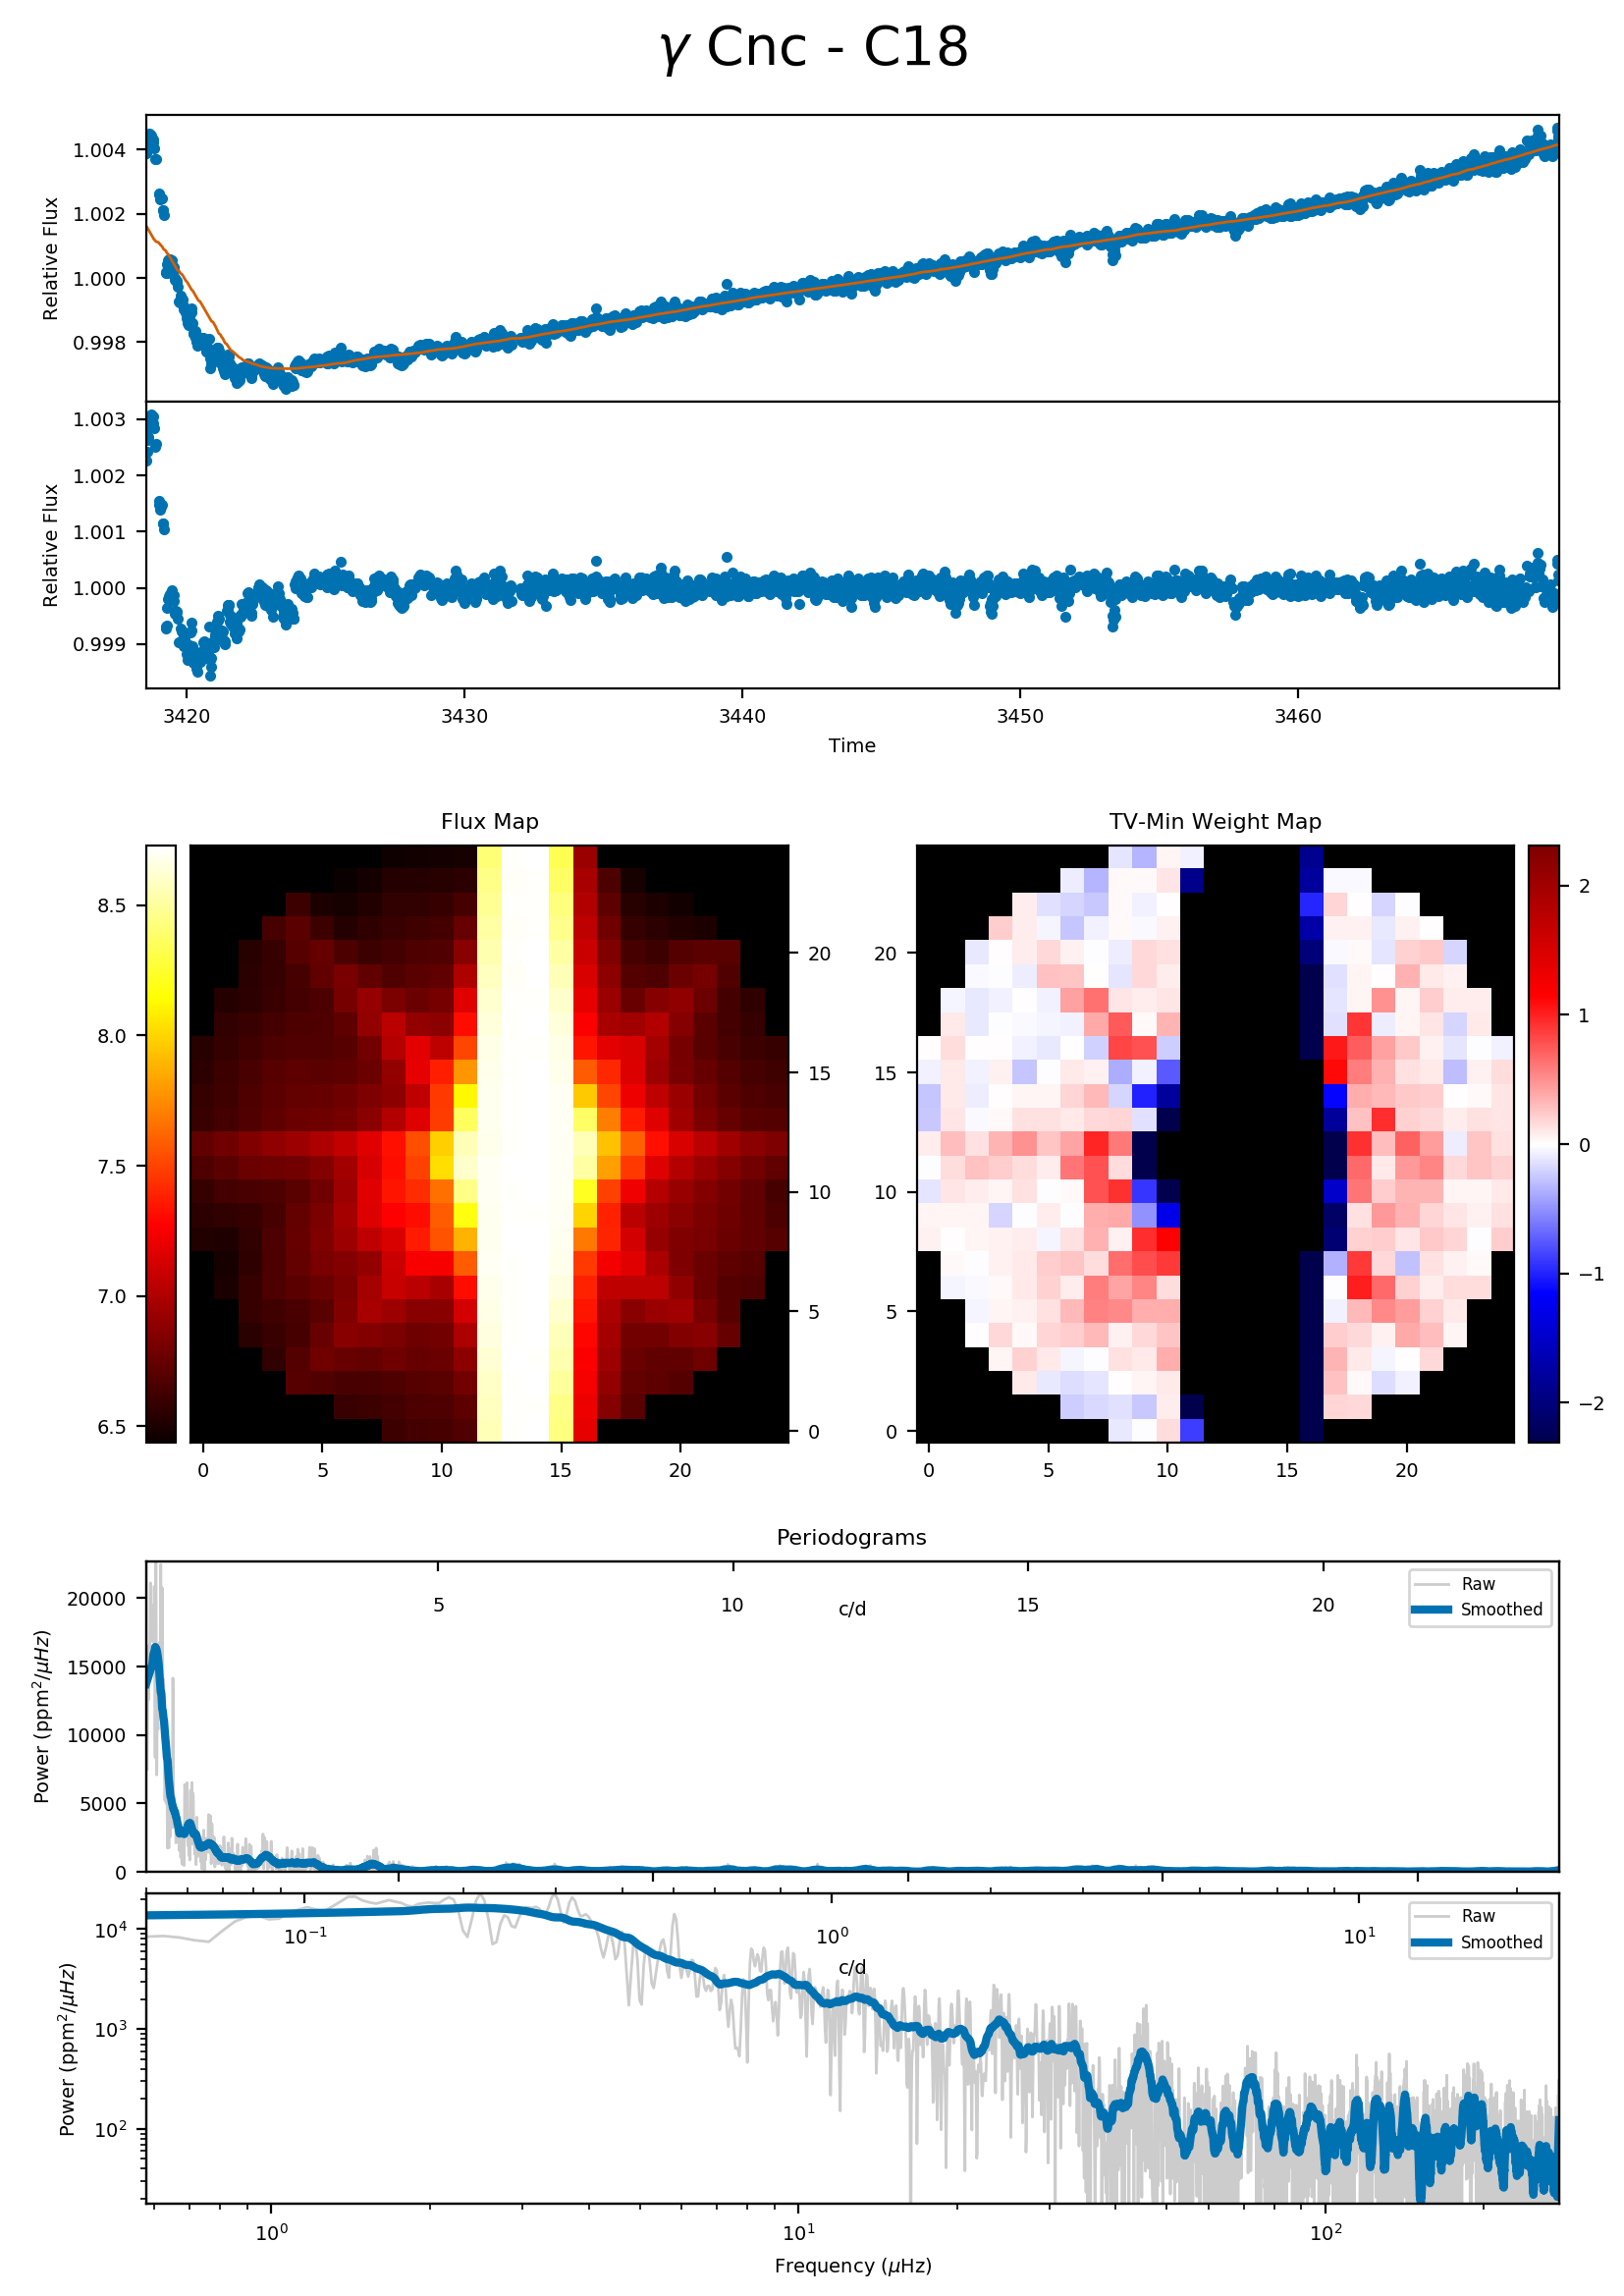 γ Cnc - C18
1.004
1.002
1.000
0.998
Relative Flux
1.003
1.002
1.001
1.000
0.999
Relative Flux
3420 3430 3440 3450 3460
Time
Flux Map
TV-Min Weight Map
8.5
8.0
7.5
7.0
6.5
20
15
10
5
0
0 5 10 15 20
20
15
10
5
0
0 5 10 15 20
2
1
0
−1
−2
Periodograms
20000
15000
10000
5000
0
Power (ppm²/μHz)
5 10 15 20
c/d
Raw
Smoothed
10⁴
10³
10²
Power (ppm²/μHz)
10⁻¹ 10⁰ 10¹
c/d
Raw
Smoothed
10⁰ 10¹ 10²
Frequency (μHz)